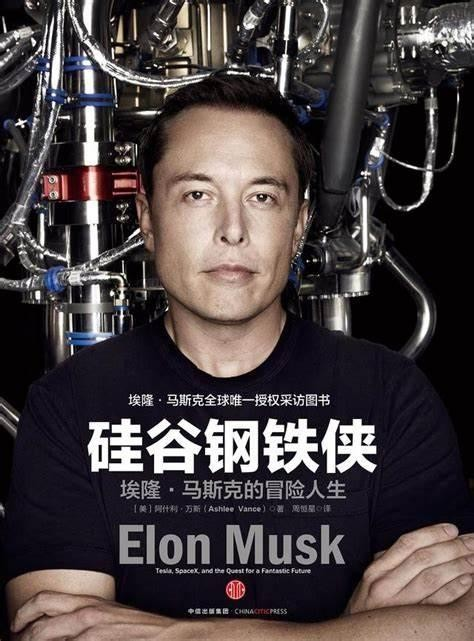 埃隆·马斯克全球唯一授权采访图书
硅谷钢铁侠
埃隆·马斯克的冒险人生
［美］阿什利·万斯（Ashlee Vance）◎著 周恒星◎译
Elon Musk
Tesla, SpaceX, and the Quest for a Fantastic Future
CITIC
中信出版集团·CHINACITICPRESS